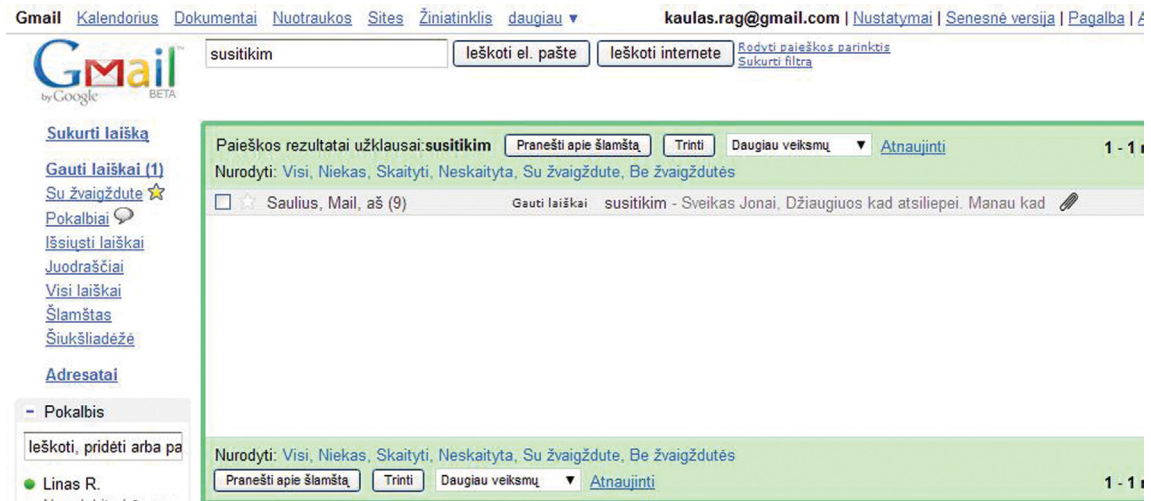 Gmail Kalendorius Dokumentai Nuotraukos Sites Žiniatinklis daugiau ▼ kaulas.rag@gmail.com | Nustatymai | Senesnė versija | Pagalba |
Gmail by Google BETA
susitikim Ieškoti el. pašte Ieškoti internete Rodyti paieškos parinktis
Sukurti filtrą
Sukurti laišką
Gauti laiškai (1)
Su žvaigždute
Pokalbiai
Išsiųsti laiškai
Juodraščiai
Visi laiškai
Šlamštas
Šiukšliadėžė
Adresatai
– Pokalbis
Ieškoti, pridėti arba pa
Linas R.
Paieškos rezultatai užklausai:susitikim Pranešti apie šlamštą Trinti Daugiau veiksmų ▼ Atnaujinti 1 - 1
Nurodyti: Visi, Niekas, Skaityti, Neskaityta, Su žvaigždute, Be žvaigždutės
Saulius, Mail, aš (9) Gauti laiškai susitikim - Sveikas Jonai, Džiaugiuos kad atsiliepei. Manau kad
Nurodyti: Visi, Niekas, Skaityti, Neskaityta, Su žvaigždute, Be žvaigždutės
Pranešti apie šlamštą Trinti Daugiau veiksmų ▼ Atnaujinti 1 - 1